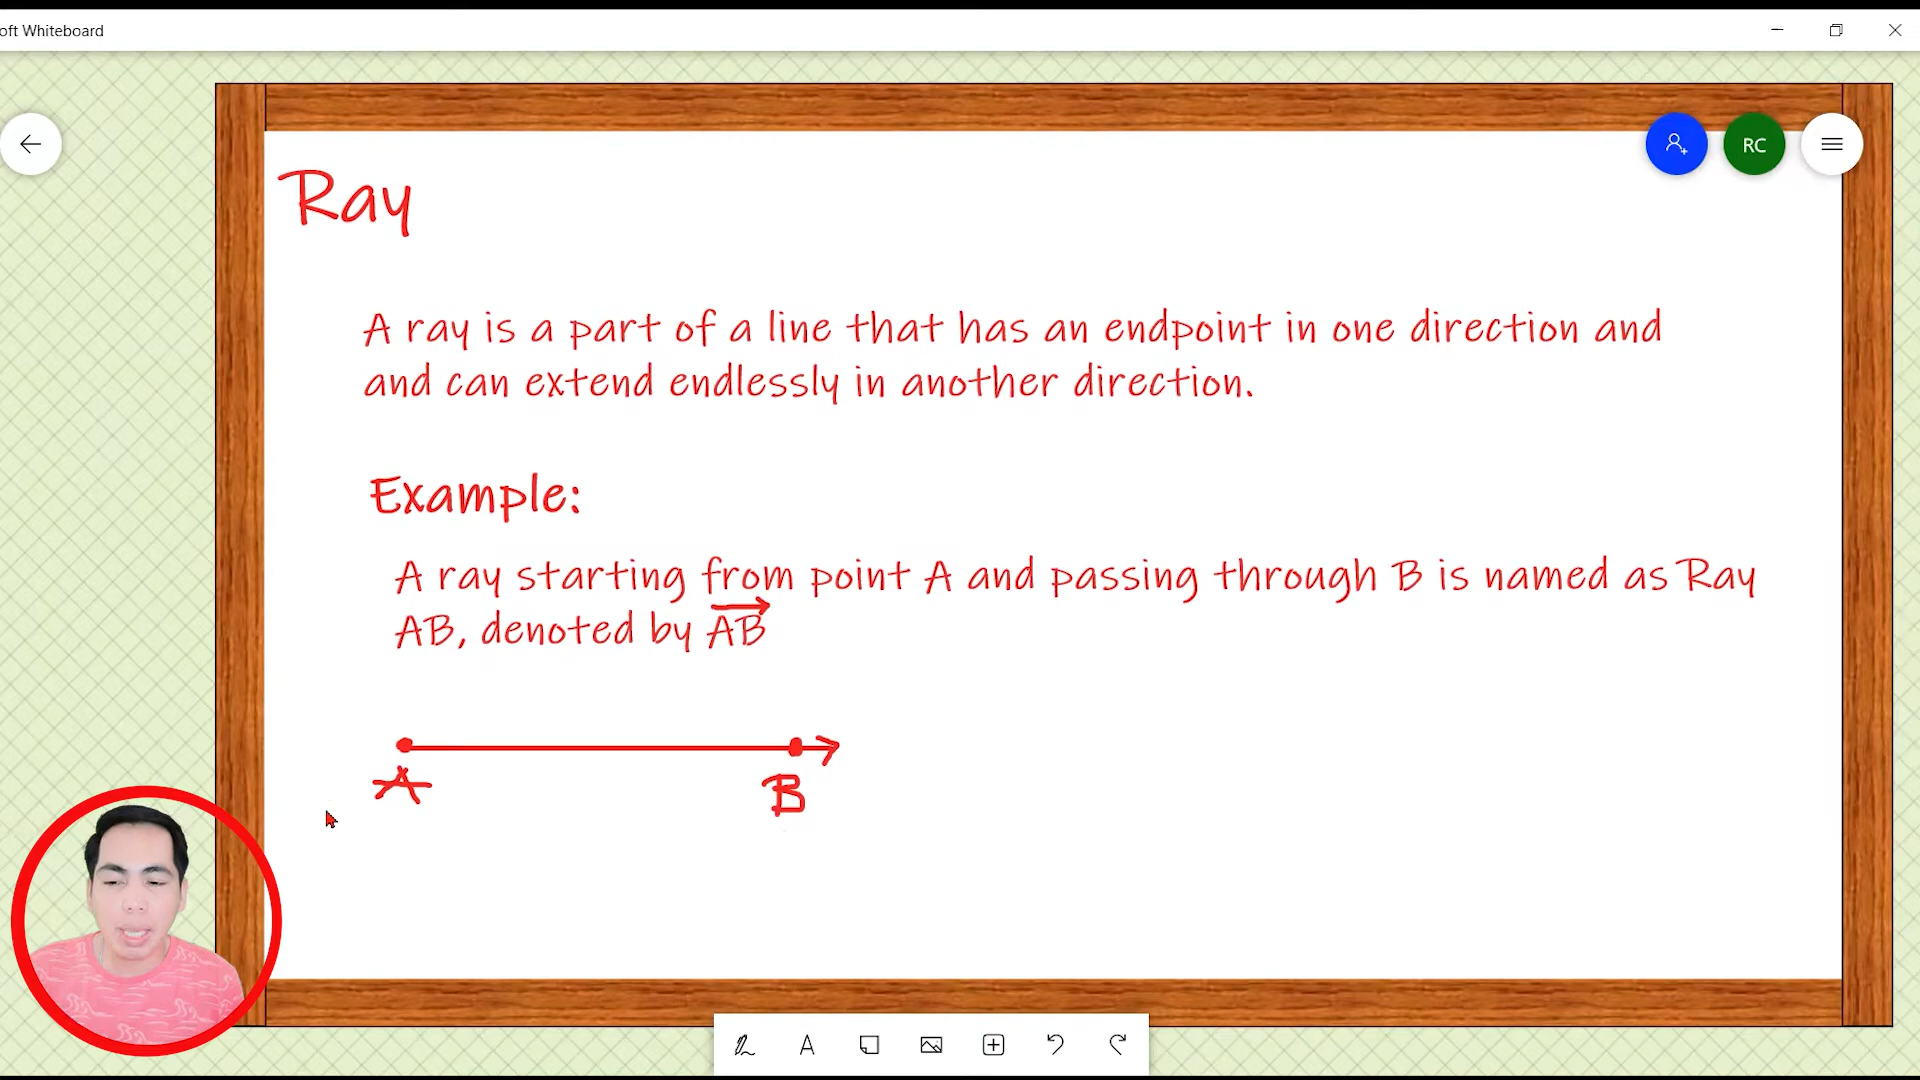 oft Whiteboard
RC
Ray
A ray is a part of a line that has an endpoint in one direction and
and can extend endlessly in another direction.
Example:
A ray starting from point A and passing through B is named as Ray
AB, denoted by AB
A
B
A